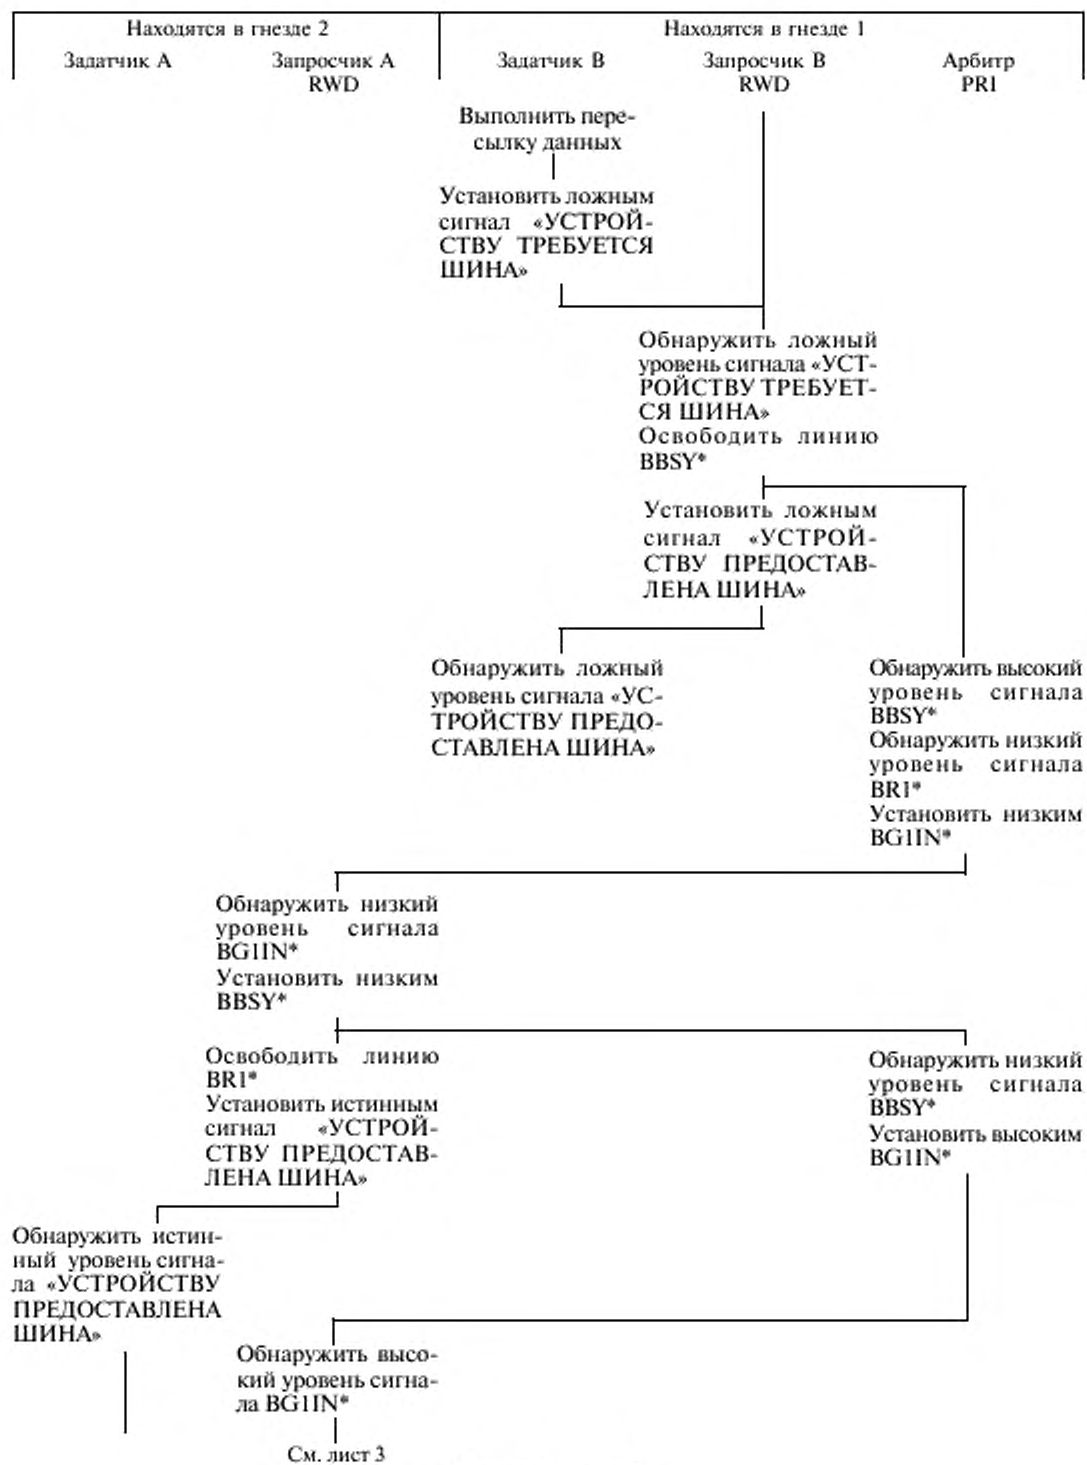 Находятся в гнезде 2
Находятся в гнезде 1
Задатчик А
Запросчик А
RWD
Задатчик В
Запросчик В
RWD
Арбитр
PRI
Выполнить пере-
сылку данных
Установить ложным
сигнал «УСТРОЙ-
СТВУ ТРЕБУЕТСЯ
ШИНА»
Обнаружить ложный
уровень сигнала «УСТ-
РОЙСТВУ ТРЕБУЕТ-
СЯ ШИНА»
Освободить линию
BBSY*
Установить ложным
сигнал «УСТРОЙ-
СТВУ ПРЕДОСТАВ-
ЛЕНА ШИНА»
Обнаружить ложный
уровень сигнала «УС-
ТРОЙСТВУ ПРЕДО-
СТАВЛЕНА ШИНА»
Обнаружить высокий
уровень сигнала
BBSY*
Обнаружить низкий
уровень сигнала
BR1*
Установить низким
BG1IN*
Обнаружить низкий
уровень сигнала
BG1IN*
Установить низким
BBSY*
Освободить линию
BR1*
Установить истинным
сигнал «УСТРОЙ-
СТВУ ПРЕДОСТАВ-
ЛЕНА ШИНА»
Обнаружить низкий
уровень сигнала
BBSY*
Установить высоким
BG1IN*
Обнаружить истин-
ный уровень сигна-
ла «УСТРОЙСТВУ
ПРЕДОСТАВЛЕНА
ШИНА»
Обнаружить высо-
кий уровень сигна-
ла BG1IN*
См. лист 3